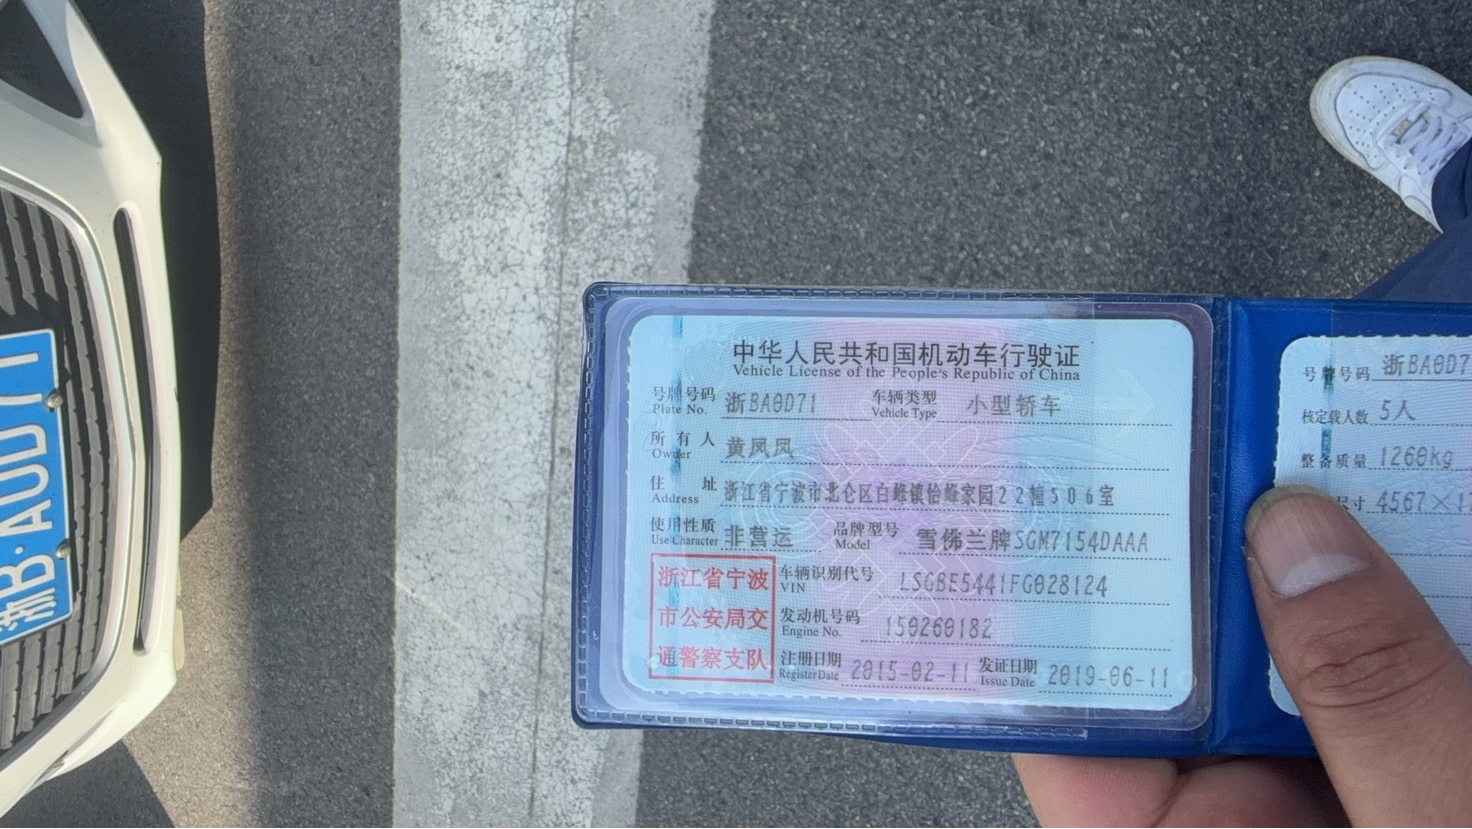 浙B·A0D71
中华人民共和国机动车行驶证
Vehicle License of the People's Republic of China
号牌号码 浙BA0D71 车辆类型 小型轿车
Plate No. Vehicle Type
所有人 黄凤凤
Owner
住址 浙江省宁波市北仑区白峰镇怡峰家园22幢506室
Address
使用性质 非营运 品牌型号 雪佛兰牌SGM7154DAAA
Use Character Model
浙江省宁波
市公安局交
通警察支队
车辆识别代号 LSGBE5441FG028124
VIN
发动机号码 150260182
Engine No.
注册日期 2015-02-11 发证日期 2019-06-11
Register Date Issue Date
号牌号码 浙BA0D7
核定载人数 5人
整备质量 1260kg
尺寸 4567×17